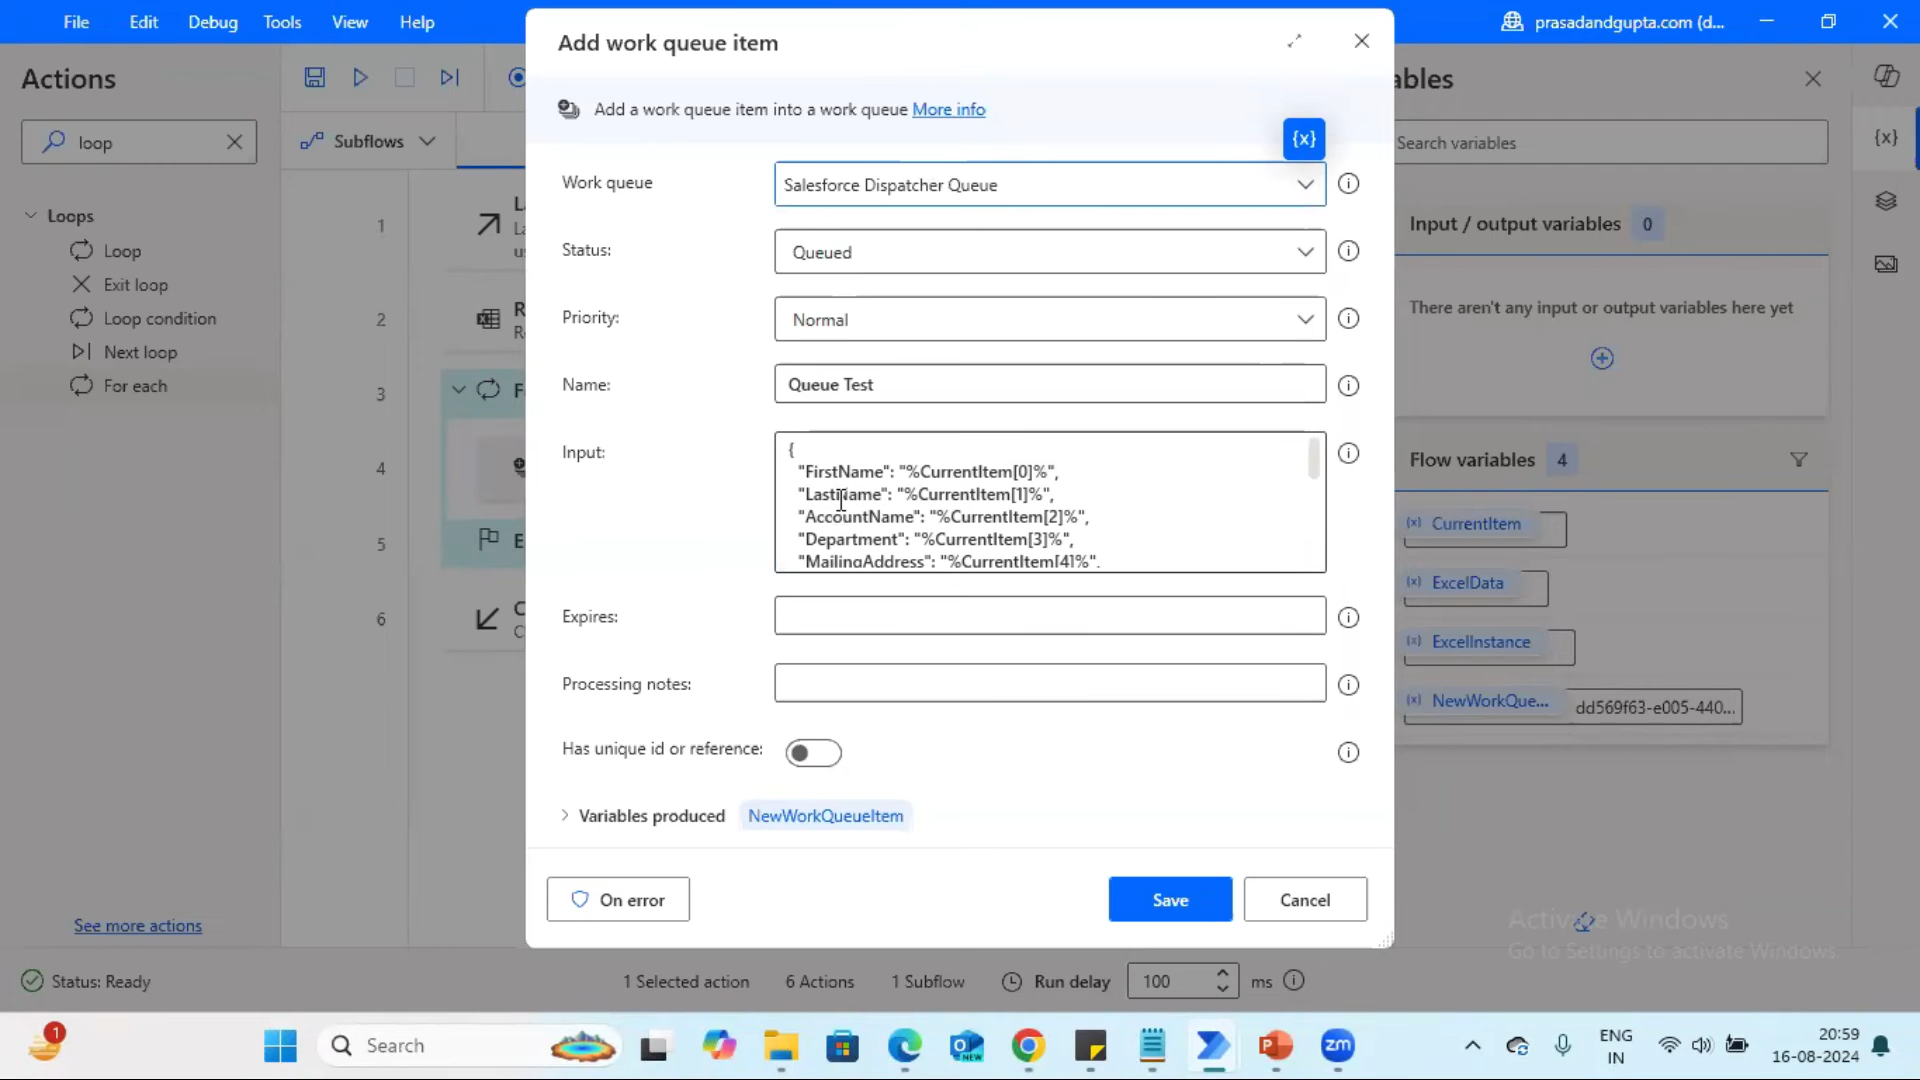 File Edit Debug Tools View Help
prasadandgupta.com (d...
Actions
loop
Subflows
Loops
Loop
Exit loop
Loop condition
Next loop
For each
See more actions
1
2
3
4
5
6
Add work queue item
Add a work queue item into a work queue More info
{x}
Work queue
Salesforce Dispatcher Queue
Status:
Queued
Priority:
Normal
Name:
Queue Test
Input:
{
"FirstName": "%CurrentItem[0]%",
"LastName": "%CurrentItem[1]%",
"AccountName": "%CurrentItem[2]%",
"Department": "%CurrentItem[3]%",
"MailingAddress": "%CurrentItem[4]%",
Expires:
Processing notes:
Has unique id or reference:
Variables produced NewWorkQueueItem
On error
Save
Cancel
ables
Search variables
{x}
Input / output variables 0
There aren't any input or output variables here yet
Flow variables 4
(x) CurrentItem
(x) ExcelData
(x) ExcelInstance
(x) NewWorkQue... dd569f63-e005-440...
Activate Windows
Go to Settings to activate Windows.
Status: Ready
1 Selected action
6 Actions
1 Subflow
Run delay
100
ms
1
Search
NEW
zm
ENG
IN
20:59
16-08-2024